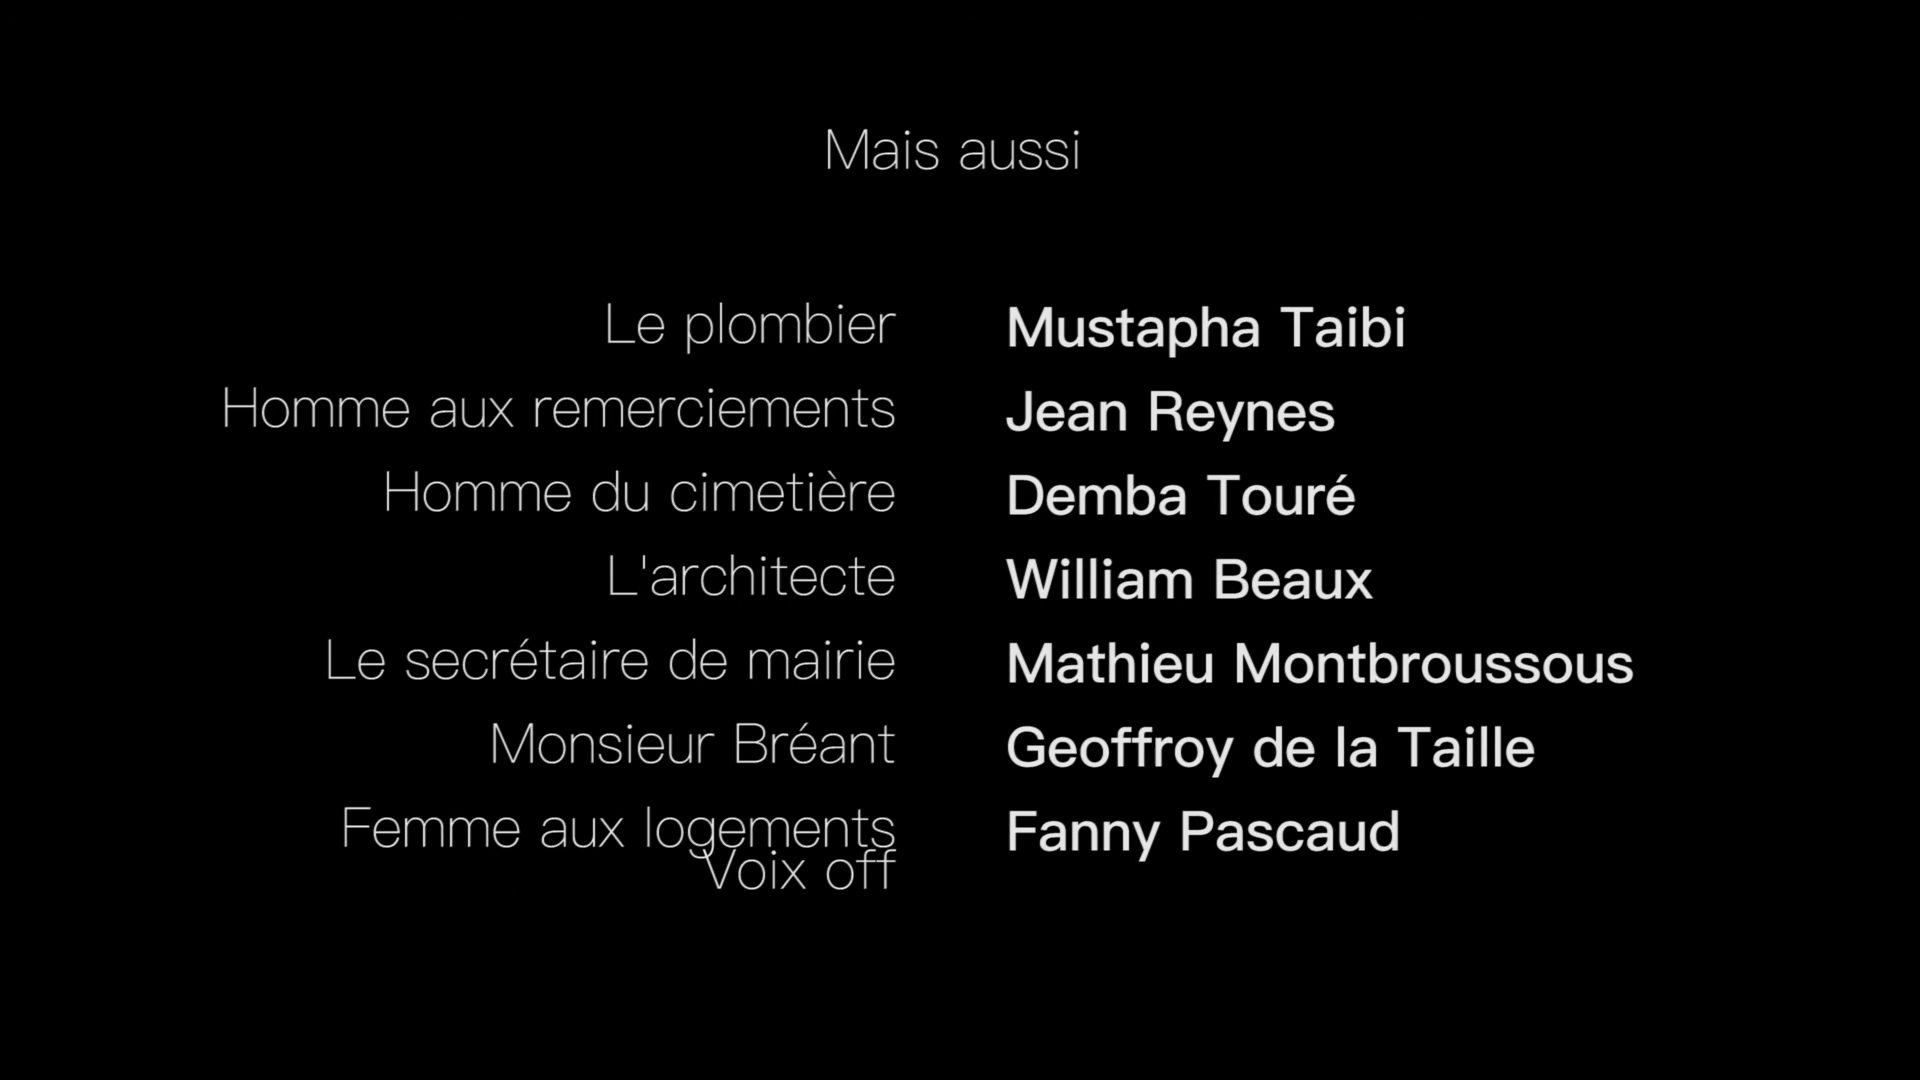 Mais aussi
Le plombier Mustapha Taibi
Homme aux remerciements Jean Reynes
Homme du cimetière Demba Touré
L'architecte William Beaux
Le secrétaire de mairie Mathieu Montbroussous
Monsieur Bréant Geoffroy de la Taille
Femme aux logements Fanny Pascaud
Voix off